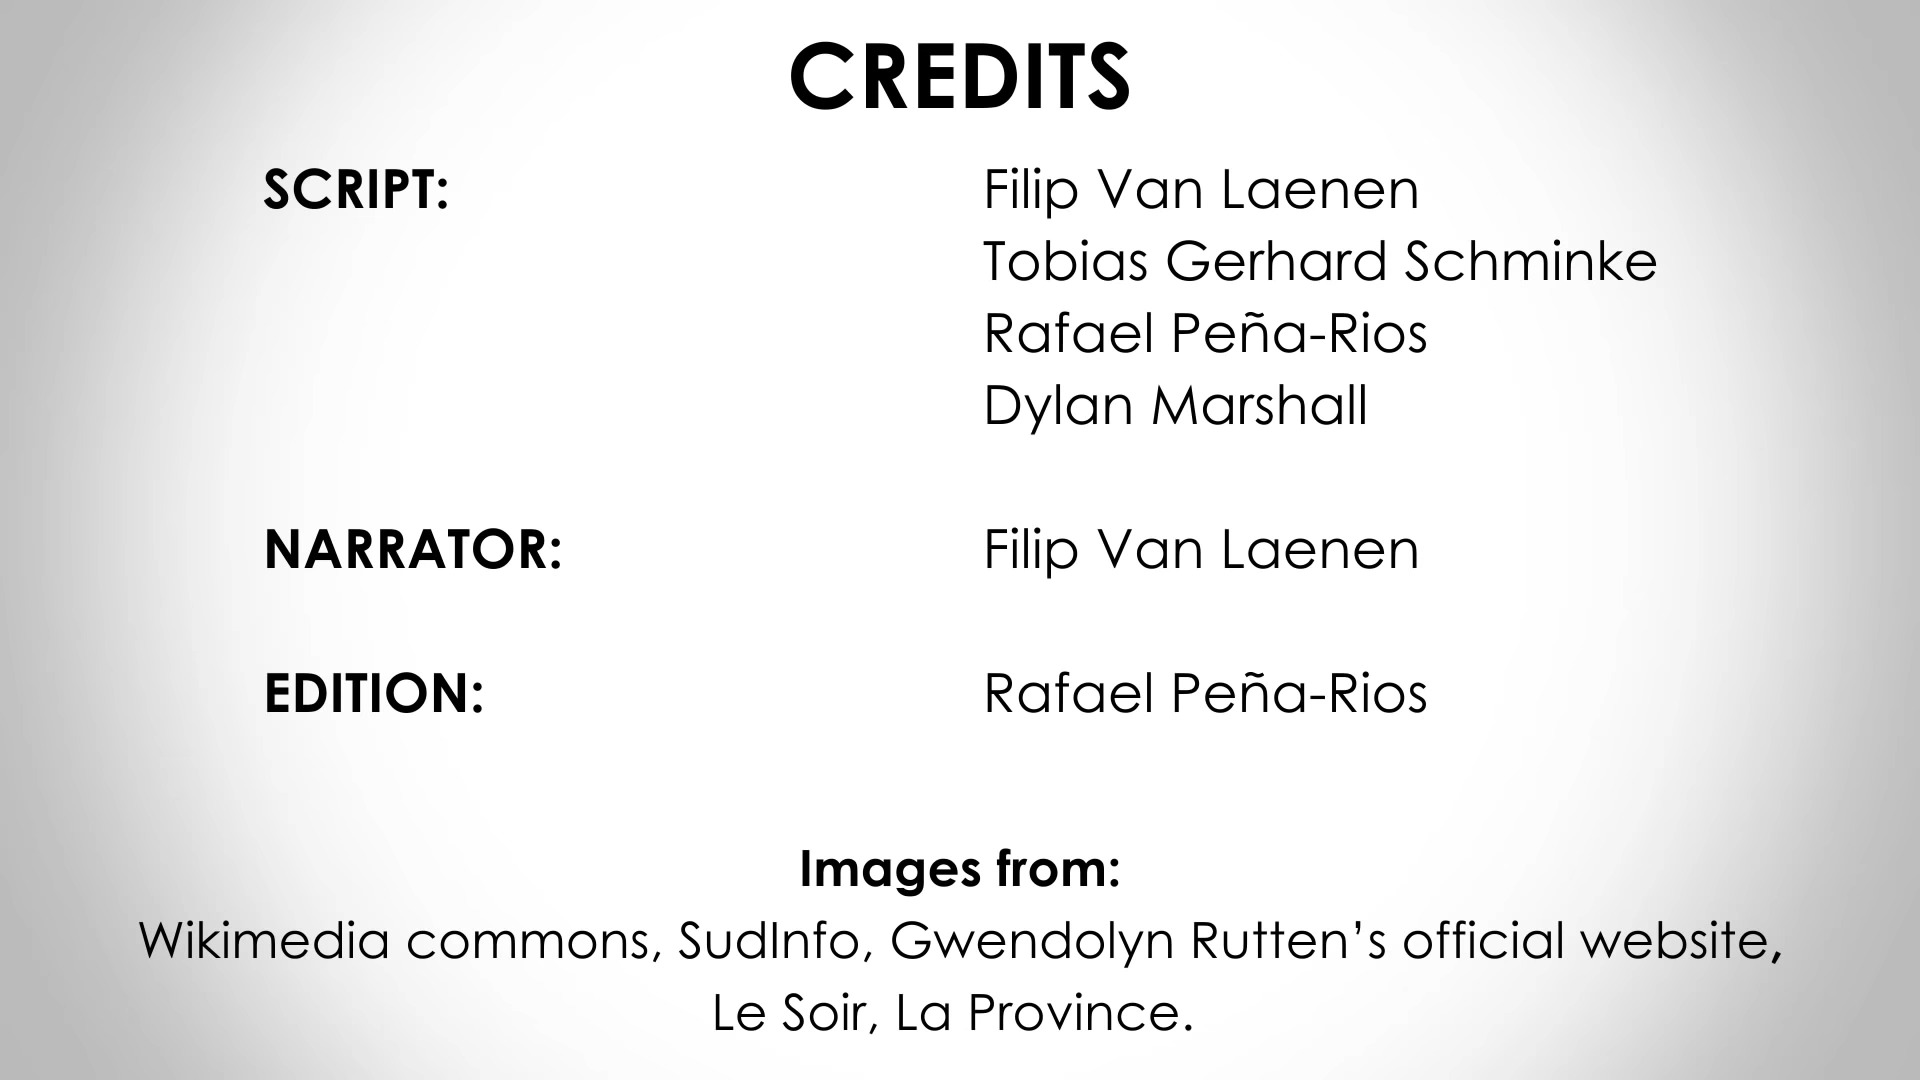 CREDITS
SCRIPT: Filip Van Laenen
Tobias Gerhard Schminke
Rafael Peña-Rios
Dylan Marshall
NARRATOR: Filip Van Laenen
EDITION: Rafael Peña-Rios
Images from:
Wikimedia commons, SudInfo, Gwendolyn Rutten’s official website,
Le Soir, La Province.